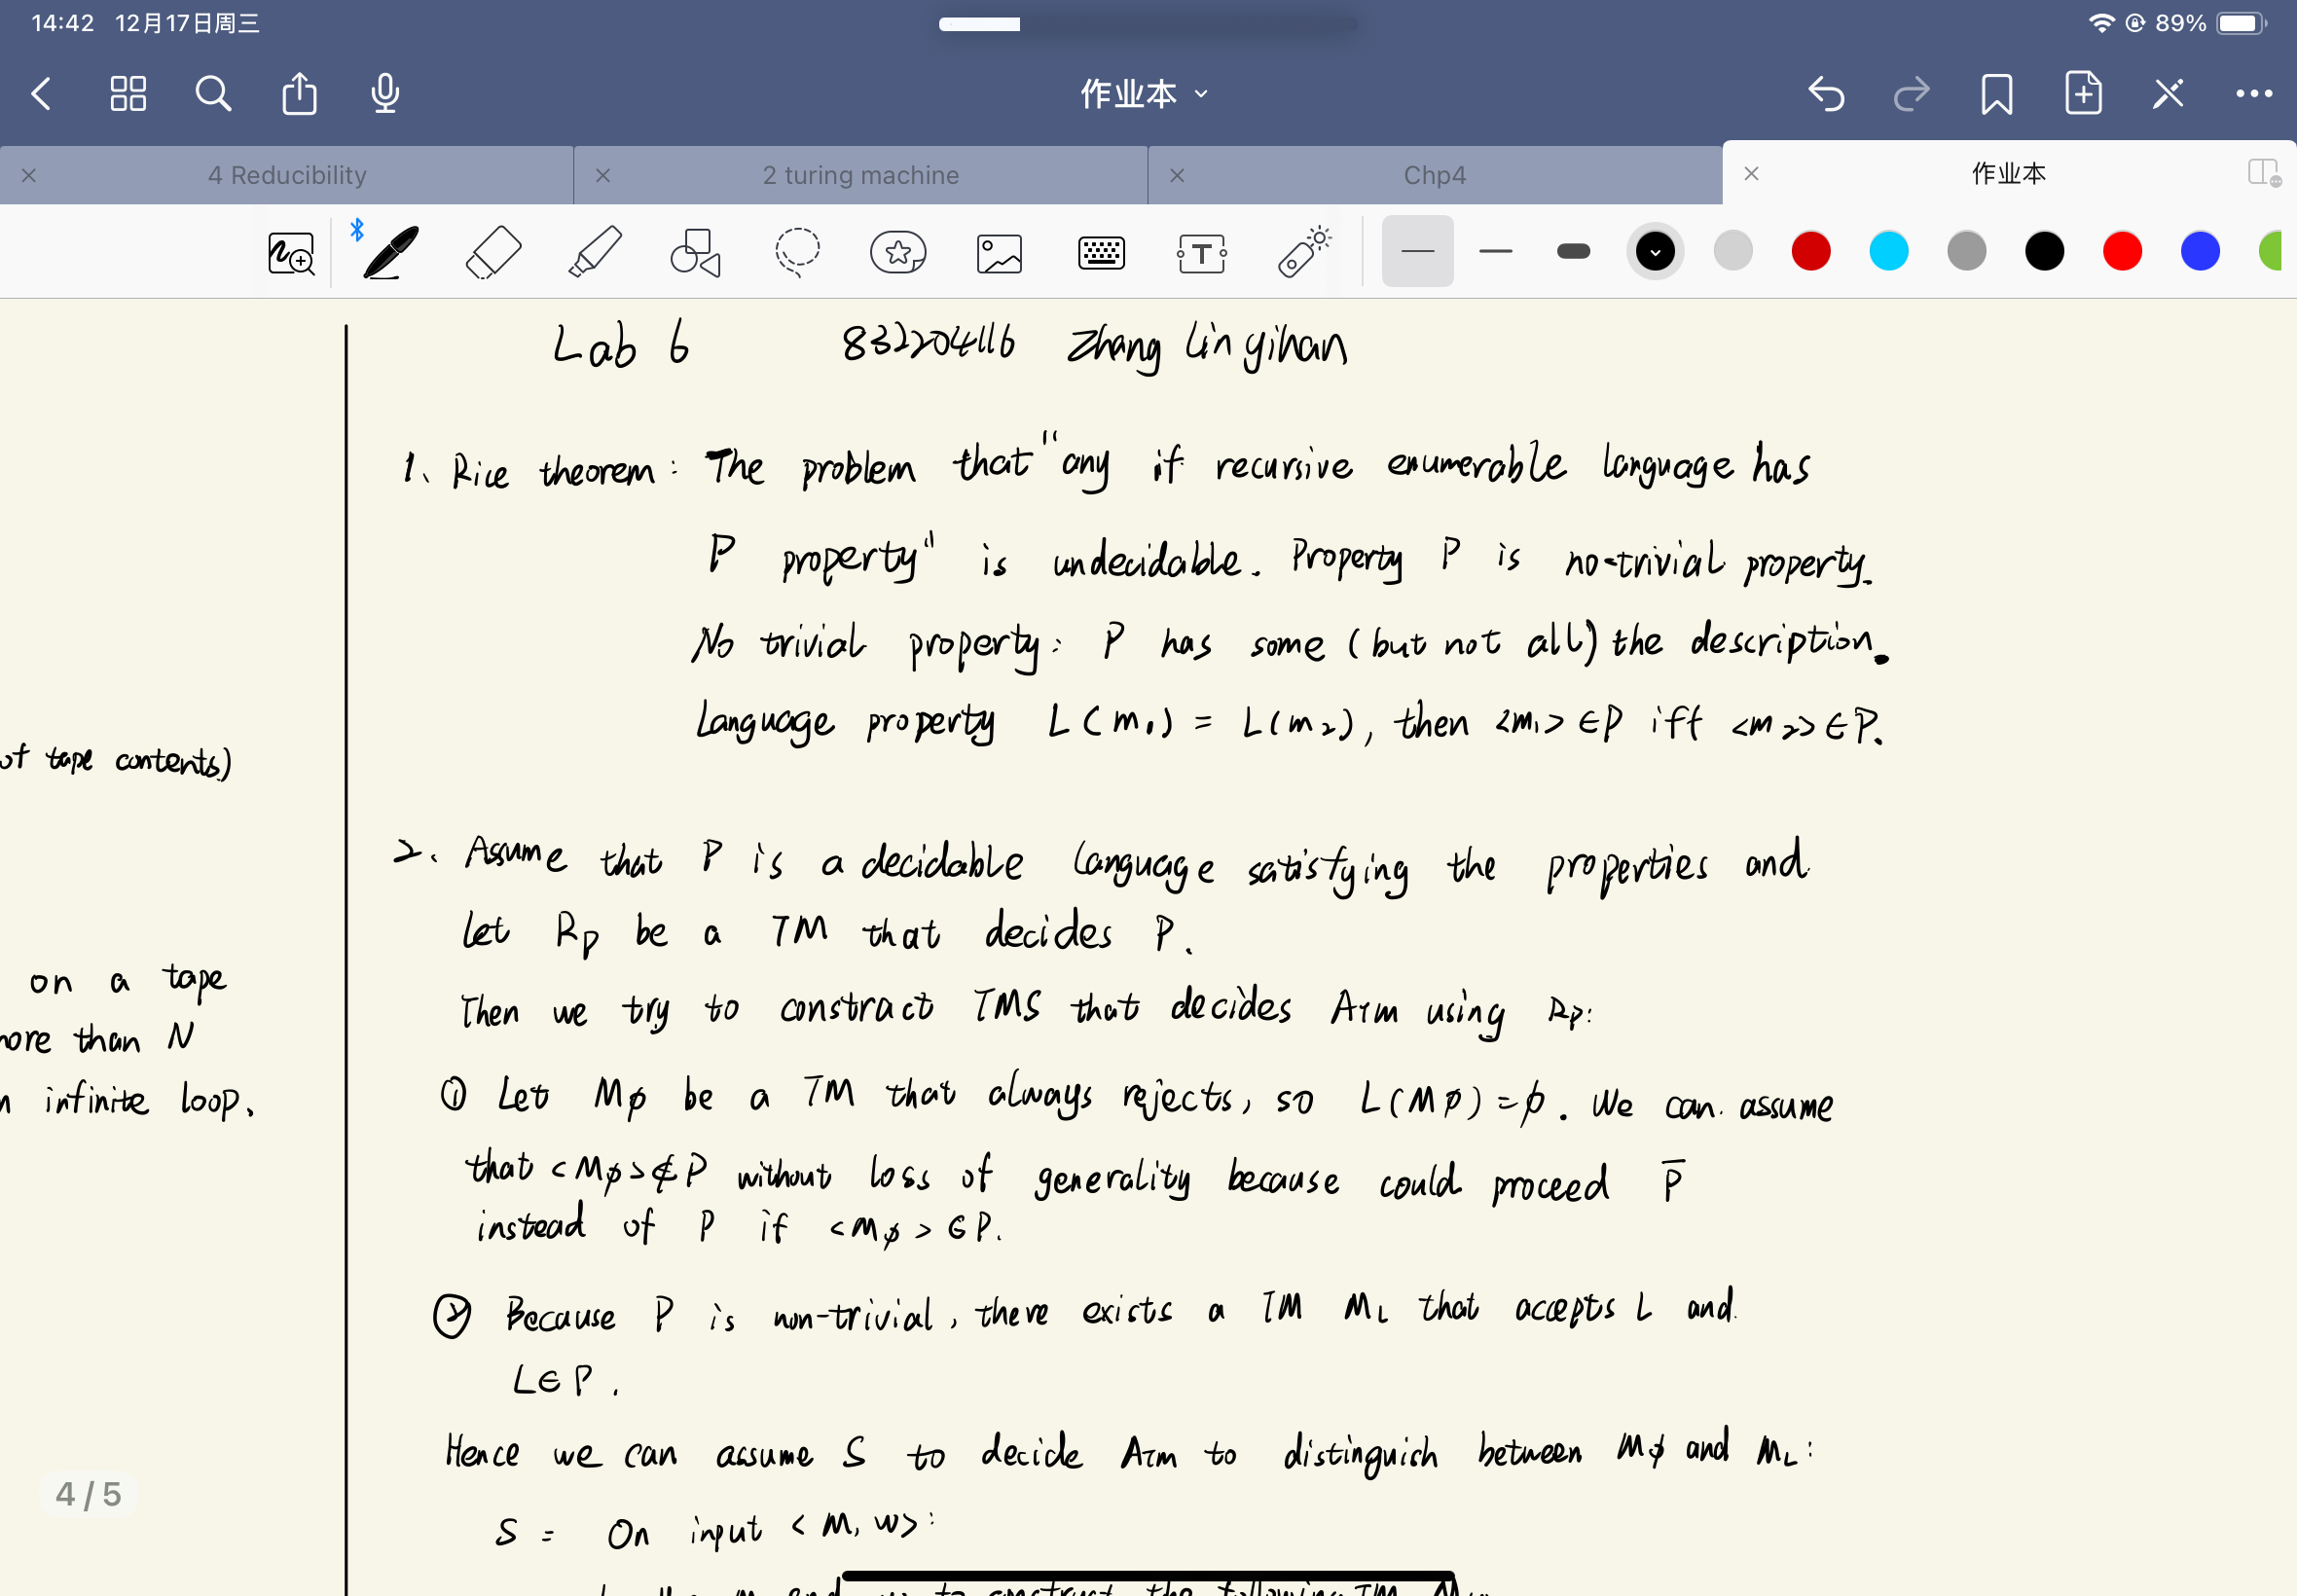 14:42 12月17日周三 89%
作业本
4 Reducibility 2 turing machine Chp4 作业本
Lab 6 832204116 Zhang Lin yihan
1. Rice theorem: The problem that "any if recursive enumerable language has
P property" is undecidable. Property P is no-trivial property.
No trivial property: P has some (but not all) the description.
Language property L(m₁) = L(m₂), then <m₁> ∈P iff <m₂> ∈P.
of tape contents)
on a tape
more than N
n infinite loop.
2. Assume that P is a decidable language satisfying the properties and
let Rp be a TM that decides P.
Then we try to constract TMS that decides ATM using Rp:
① Let Mϕ be a TM that always rejects, so L(Mϕ) = ϕ. We can assume
that <Mϕ> ∉ P without loss of generality because could proceed P̅
instead of P if <mϕ> ∈ P.
② Because P is non-trivial, there exists a TM ML that accepts L and
L∈P.
Hence we can assume S to decide ATM to distinguish between Mϕ and ML:
S = On input <M, w>:
4 / 5